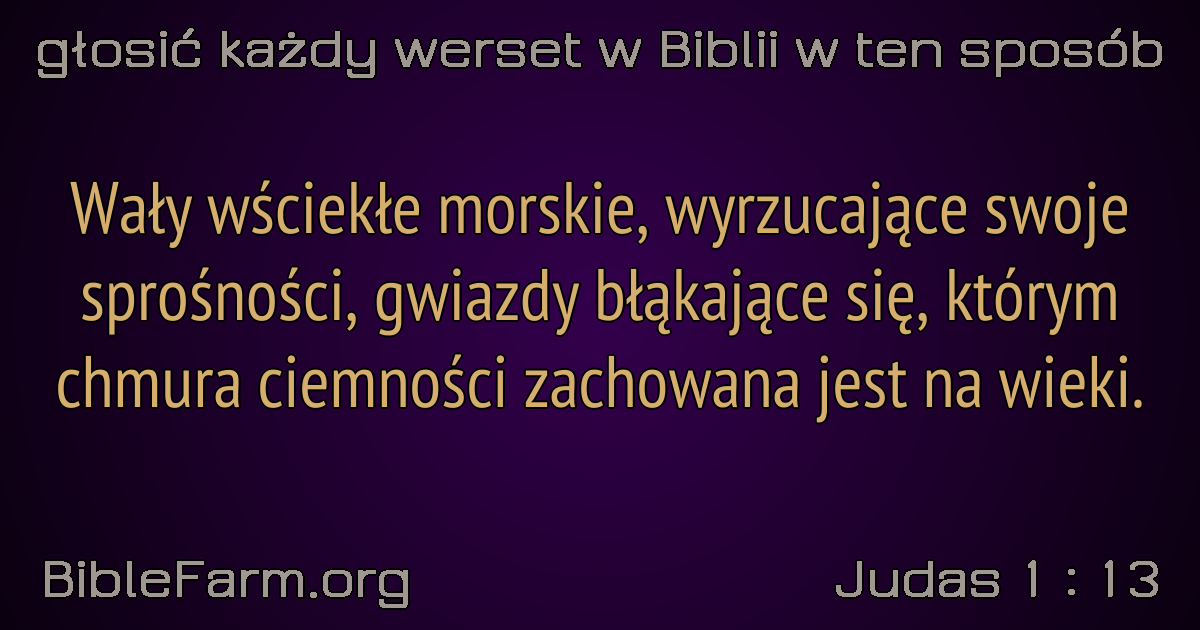 głosić każdy werset w Biblii w ten sposób
Wały wściekłe morskie, wyrzucające swoje
sprośności, gwiazdy błąkające się, którym
chmura ciemności zachowana jest na wieki.
BibleFarm.org
Judas 1 : 13